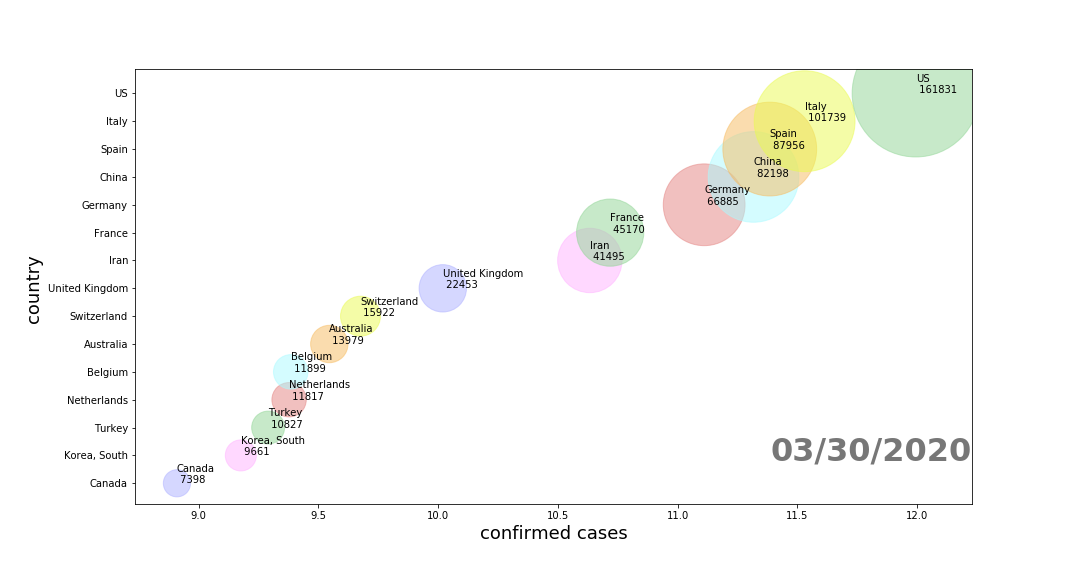 US
161831
US
Italy
101739
Italy
Spain
87956
Spain
China
82198
China
Germany
66885
Germany
France
45170
France
Iran
41495
Iran
country
United Kingdom
22453
United Kingdom
Switzerland
15922
Switzerland
Australia
13979
Australia
Belgium
11899
Belgium
Netherlands
11817
Netherlands
Turkey
10827
Turkey
Korea, South
9661
Korea, South
03/30/2020
Canada
7398
Canada
9.0 9.5 10.0 10.5 11.0 11.5 12.0
confirmed cases